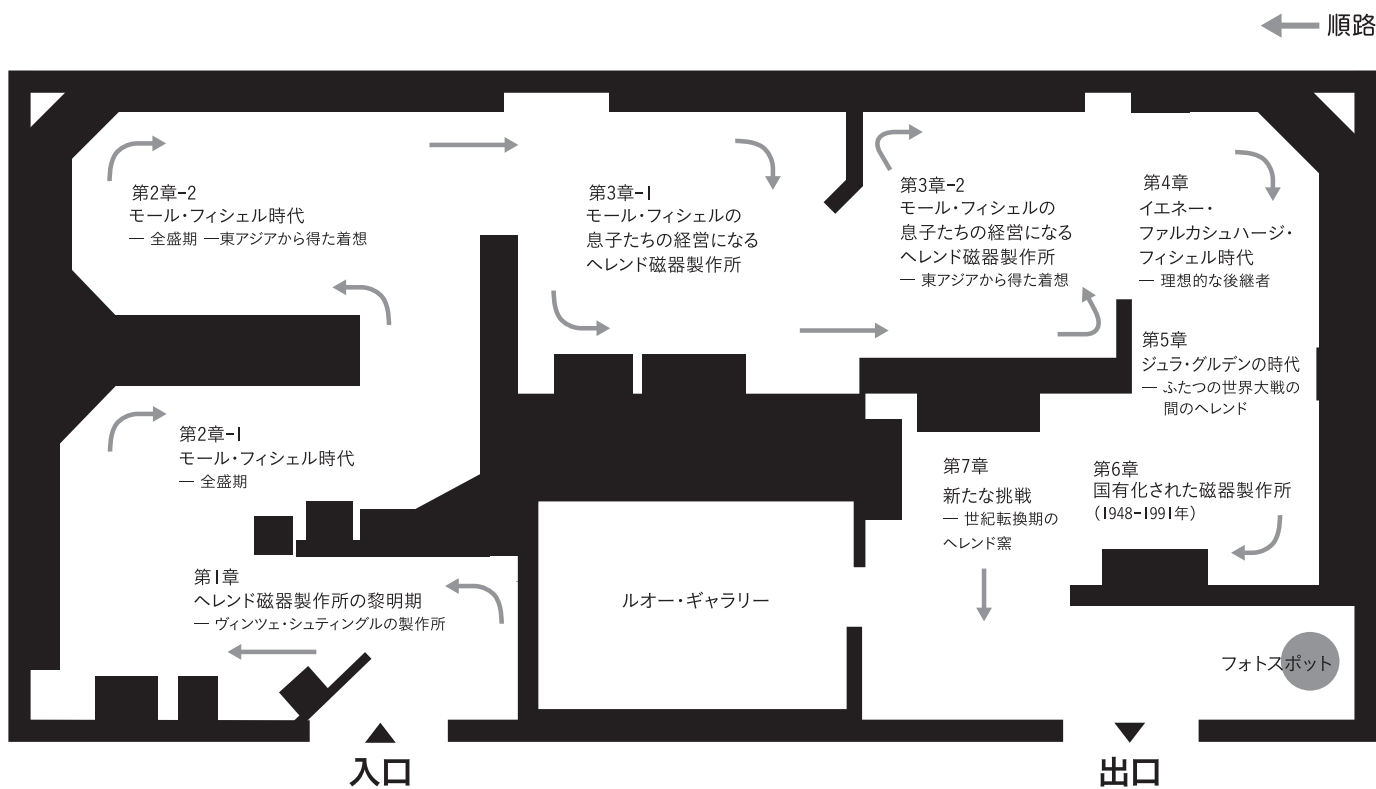 順路
第2章-2
モール・フィシェル時代
― 全盛期 ―東アジアから得た着想
第3章-1
モール・フィシェルの
息子たちの経営になる
ヘレンド磁器製作所
第3章-2
モール・フィシェルの
息子たちの経営になる
ヘレンド磁器製作所
― 東アジアから得た着想
第4章
イエネー・
ファルカシュハージ・
フィシェル時代
― 理想的な後継者
第5章
ジュラ・グルデンの時代
― ふたつの世界大戦の
間のヘレンド
第2章-1
モール・フィシェル時代
― 全盛期
第7章
新たな挑戦
― 世紀転換期の
ヘレンド窯
第6章
国有化された磁器製作所
(1948-1991年)
第1章
ヘレンド磁器製作所の黎明期
― ヴィンツェ・シュティングルの製作所
ルオー・ギャラリー
フォトスポット
入口
出口